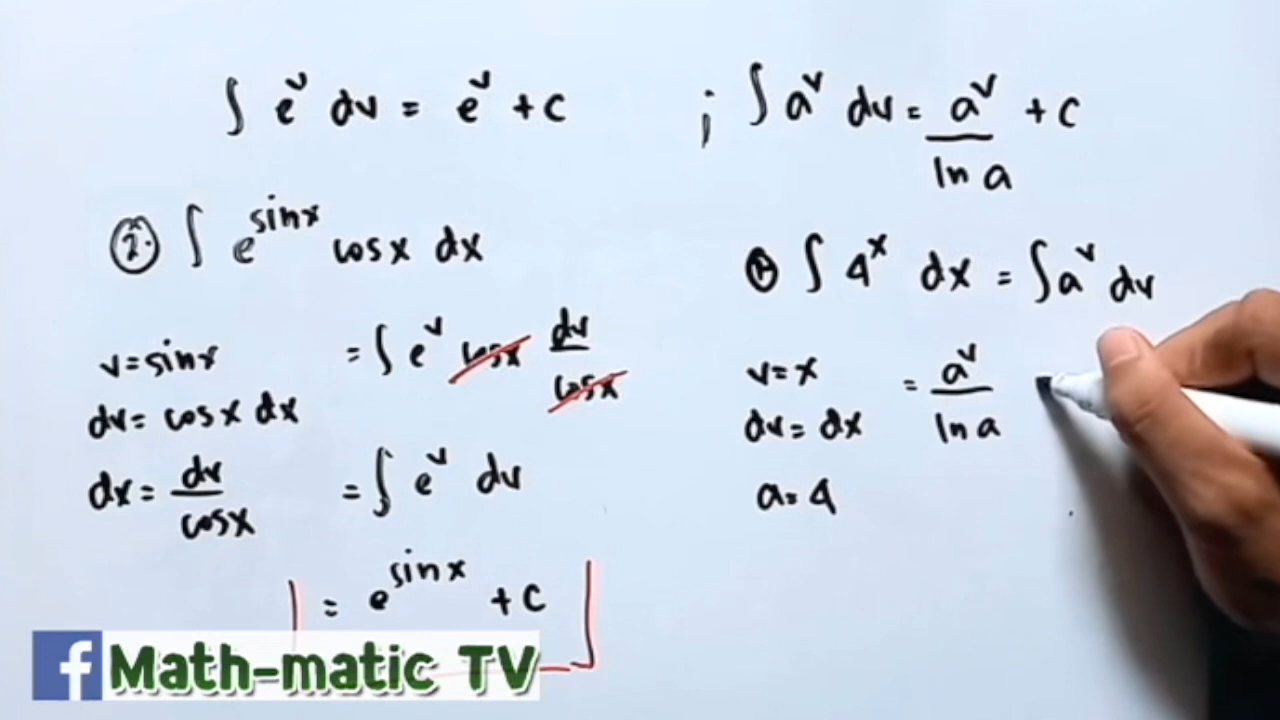 ∫ e^v dv = e^v + c ; ∫ a^v dv = a^v / ln a + c
2. ∫ e^sinx cosx dx
v = sinx = ∫ e^v cosx dv / cosx
dv = cosx dx
dx = dv / cosx = ∫ e^v dv
= e^sinx + c
∫ 4^x dx = ∫ a^v dv
v = x = a^v / ln a
dv = dx
a = 4
f Math-matic TV